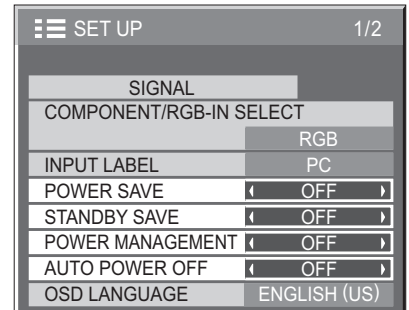 SET UP 1/2
SIGNAL
COMPONENT/RGB-IN SELECT
RGB
INPUT LABEL PC
POWER SAVE OFF
STANDBY SAVE OFF
POWER MANAGEMENT OFF
AUTO POWER OFF OFF
OSD LANGUAGE ENGLISH (US)